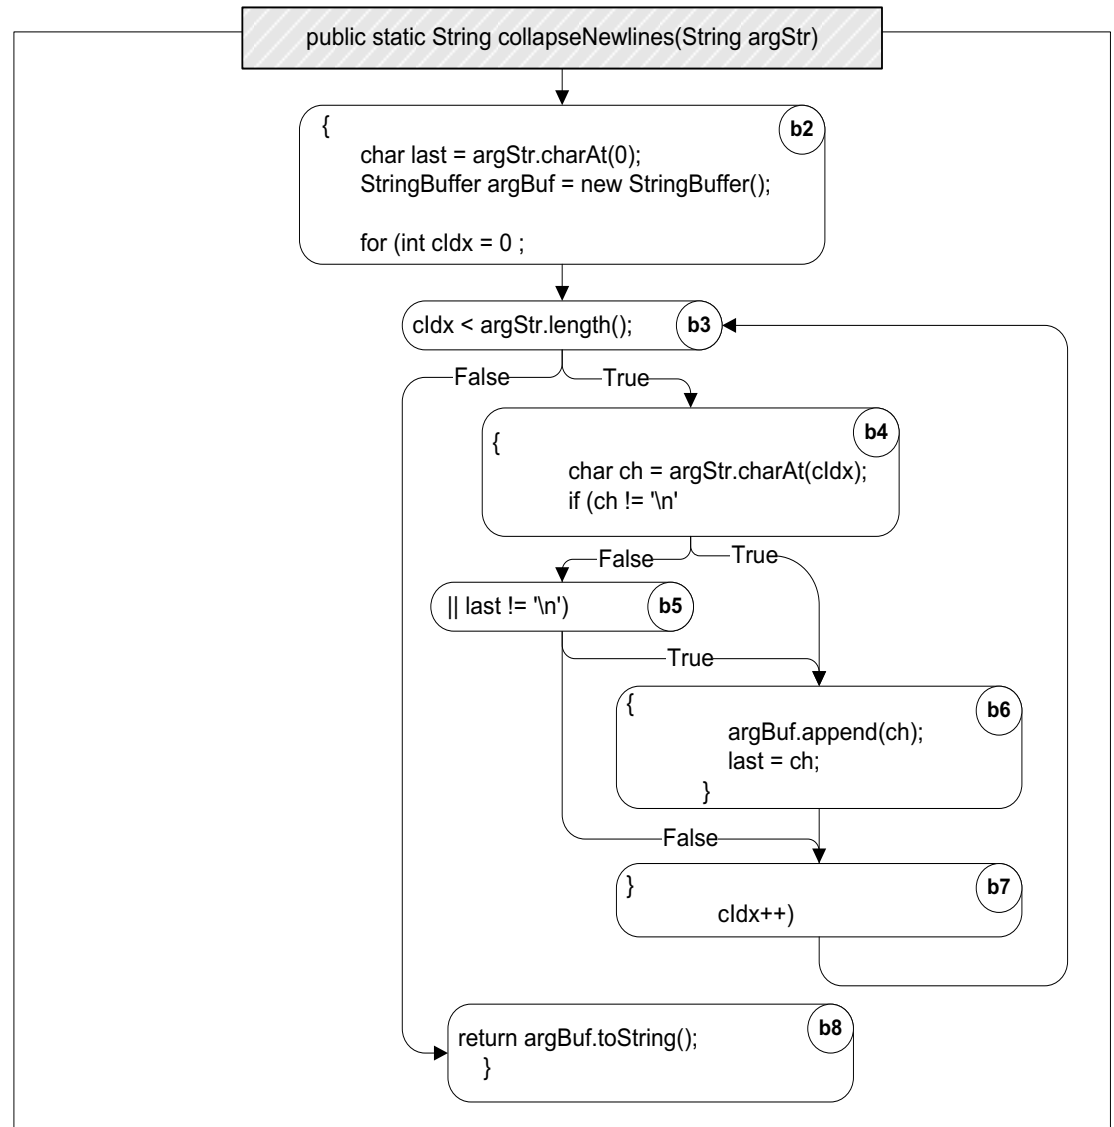 public static String collapseNewlines(String argStr)
{
b2
char last = argStr.charAt(0);
StringBuffer argBuf = new StringBuffer();
for (int cIdx = 0 ;
cIdx < argStr.length();
b3
False
True
b4
{
char ch = argStr.charAt(cIdx);
if (ch != '\n'
False
True
|| last != '\n')
b5
True
{
b6
argBuf.append(ch);
last = ch;
}
False
}
b7
cIdx++)
b8
return argBuf.toString();
}